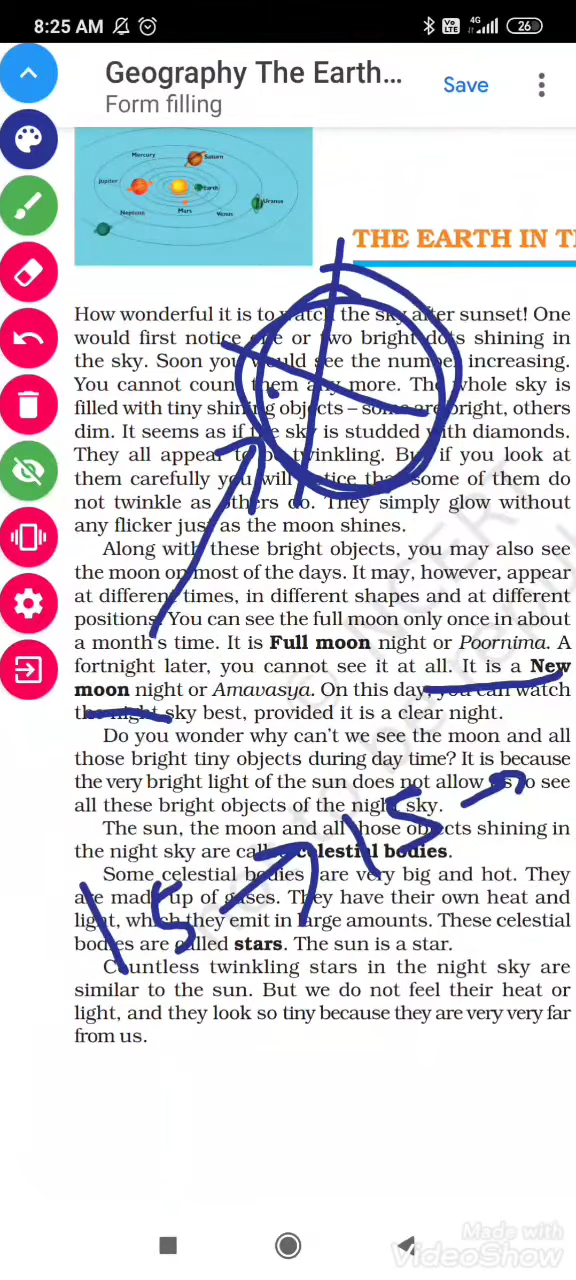 8:25 AM
Vo LTE 4G 26
Geography The Earth...
Save
Form filling
Mercury
Saturn
Jupiter
Earth
Uranus
Neptune
Mars
Venus
THE EARTH IN T
How wonderful it is to watch the sky after sunset! One
would first notice one or two bright dots shining in
the sky. Soon you would see the number increasing.
You cannot count them any more. The whole sky is
filled with tiny shining objects – some are bright, others
dim. It seems as if the sky is studded with diamonds.
They all appear to be twinkling. But if you look at
them carefully you will notice that some of them do
not twinkle as others do. They simply glow without
any flicker just as the moon shines.
Along with these bright objects, you may also see
the moon on most of the days. It may, however, appear
at different times, in different shapes and at different
positions. You can see the full moon only once in about
a month's time. It is Full moon night or Poornima. A
fortnight later, you cannot see it at all. It is a New
moon night or Amavasya. On this day, you can watch
the night sky best, provided it is a clear night.
Do you wonder why can't we see the moon and all
those bright tiny objects during day time? It is because
the very bright light of the sun does not allow us to see
all these bright objects of the night sky.
The sun, the moon and all those objects shining in
the night sky are called celestial bodies.
Some celestial bodies are very big and hot. They
are made up of gases. They have their own heat and
light, which they emit in large amounts. These celestial
bodies are called stars. The sun is a star.
Countless twinkling stars in the night sky are
similar to the sun. But we do not feel their heat or
light, and they look so tiny because they are very very far
from us.
15 → 15 →
© NCERT
not to be republ
Made with
VideoShow